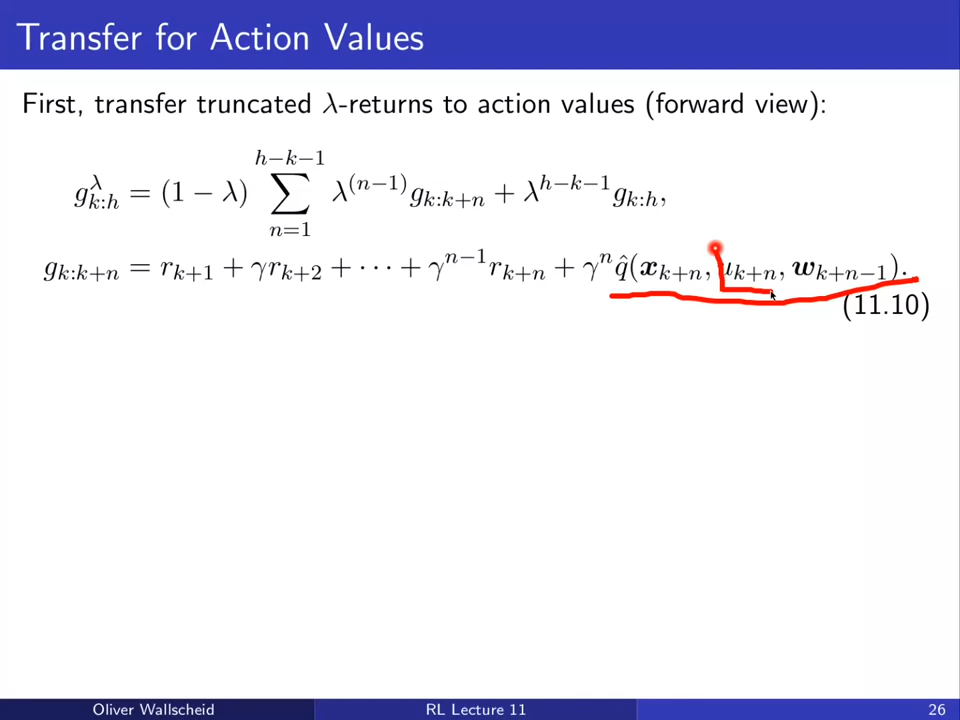 Transfer for Action Values
First, transfer truncated λ-returns to action values (forward view):
g^λ_{k:h} = (1 − λ) ∑_{n=1}^{h−k−1} λ^{(n−1)} g_{k:k+n} + λ^{h−k−1} g_{k:h},
g_{k:k+n} = r_{k+1} + γr_{k+2} + ⋯ + γ^{n−1} r_{k+n} + γ^n q̂(x_{k+n}, u_{k+n}, w_{k+n−1}).
(11.10)
Oliver Wallscheid RL Lecture 11 26